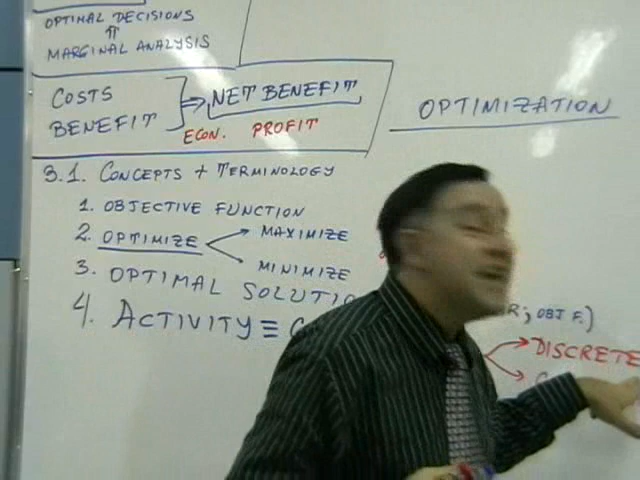 OPTIMAL DECISIONS
⇑
MARGINAL ANALYSIS
COSTS
BENEFIT
⇒ NET BENEFIT
ECON. PROFIT
OPTIMIZATION
3.1. CONCEPTS + TERMINOLOGY
1. OBJECTIVE FUNCTION
2. OPTIMIZE
MAXIMIZE
MINIMIZE
3. OPTIMAL SOLUTIO
4. ACTIVITY ≡
R; OBJ F.)
DISCRETE